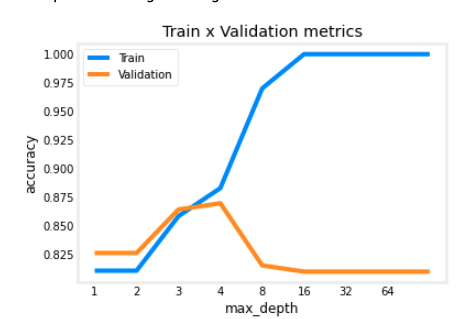 Train x Validation metrics
Train
Validation
1.000
0.975
0.950
0.925
0.900
0.875
0.850
0.825
accuracy
1 2 3 4 8 16 32 64
max_depth